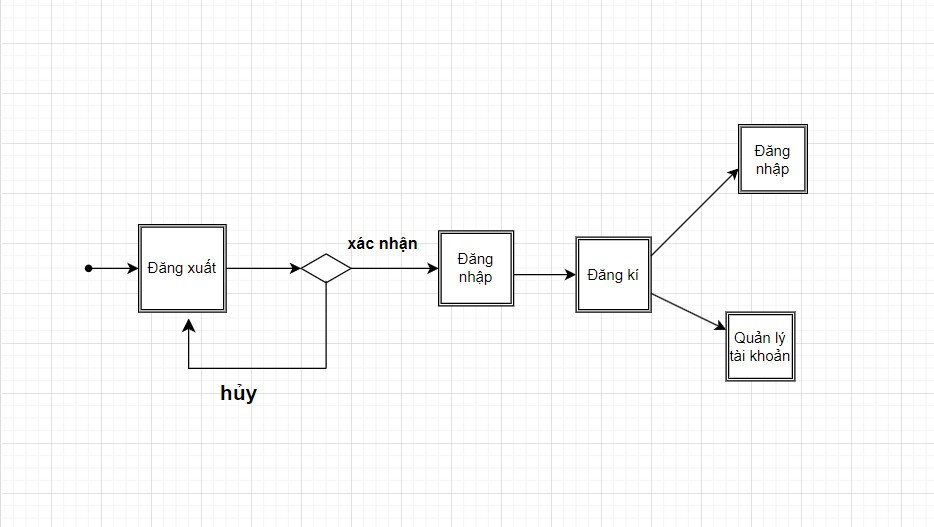 Đăng xuất
xác nhận
hủy
Đăng
nhập
Đăng kí
Đăng
nhập
Quản lý
tài khoản